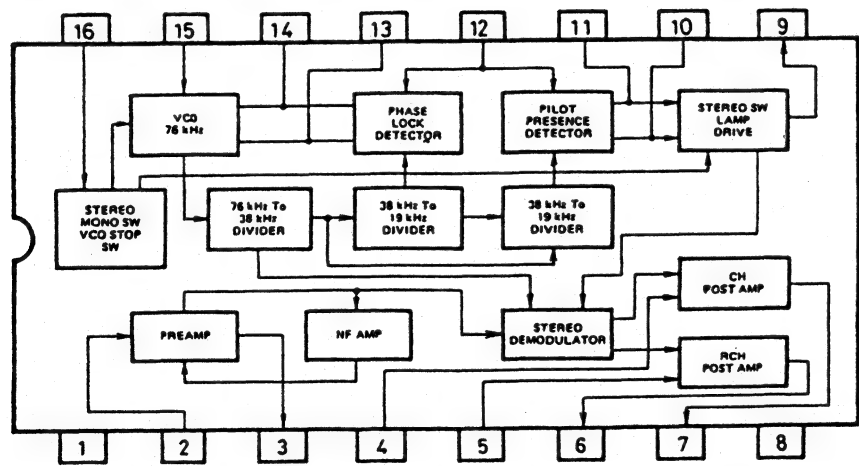 16 15 14 13 12 11 10 9
VCO
76 kHz
PHASE
LOCK
DETECTOR
PILOT
PRESENCE
DETECTOR
STEREO SW
LAMP
DRIVE
STEREO
MONO SW
VCO STOP
SW
76 kHz To
38 kHz
DIVIDER
38 kHz To
19 kHz
DIVIDER
38 kHz To
19 kHz
DIVIDER
PREAMP
NF AMP
STEREO
DEMODULATOR
CH
POST AMP
RCH
POST AMP
1 2 3 4 5 6 7 8